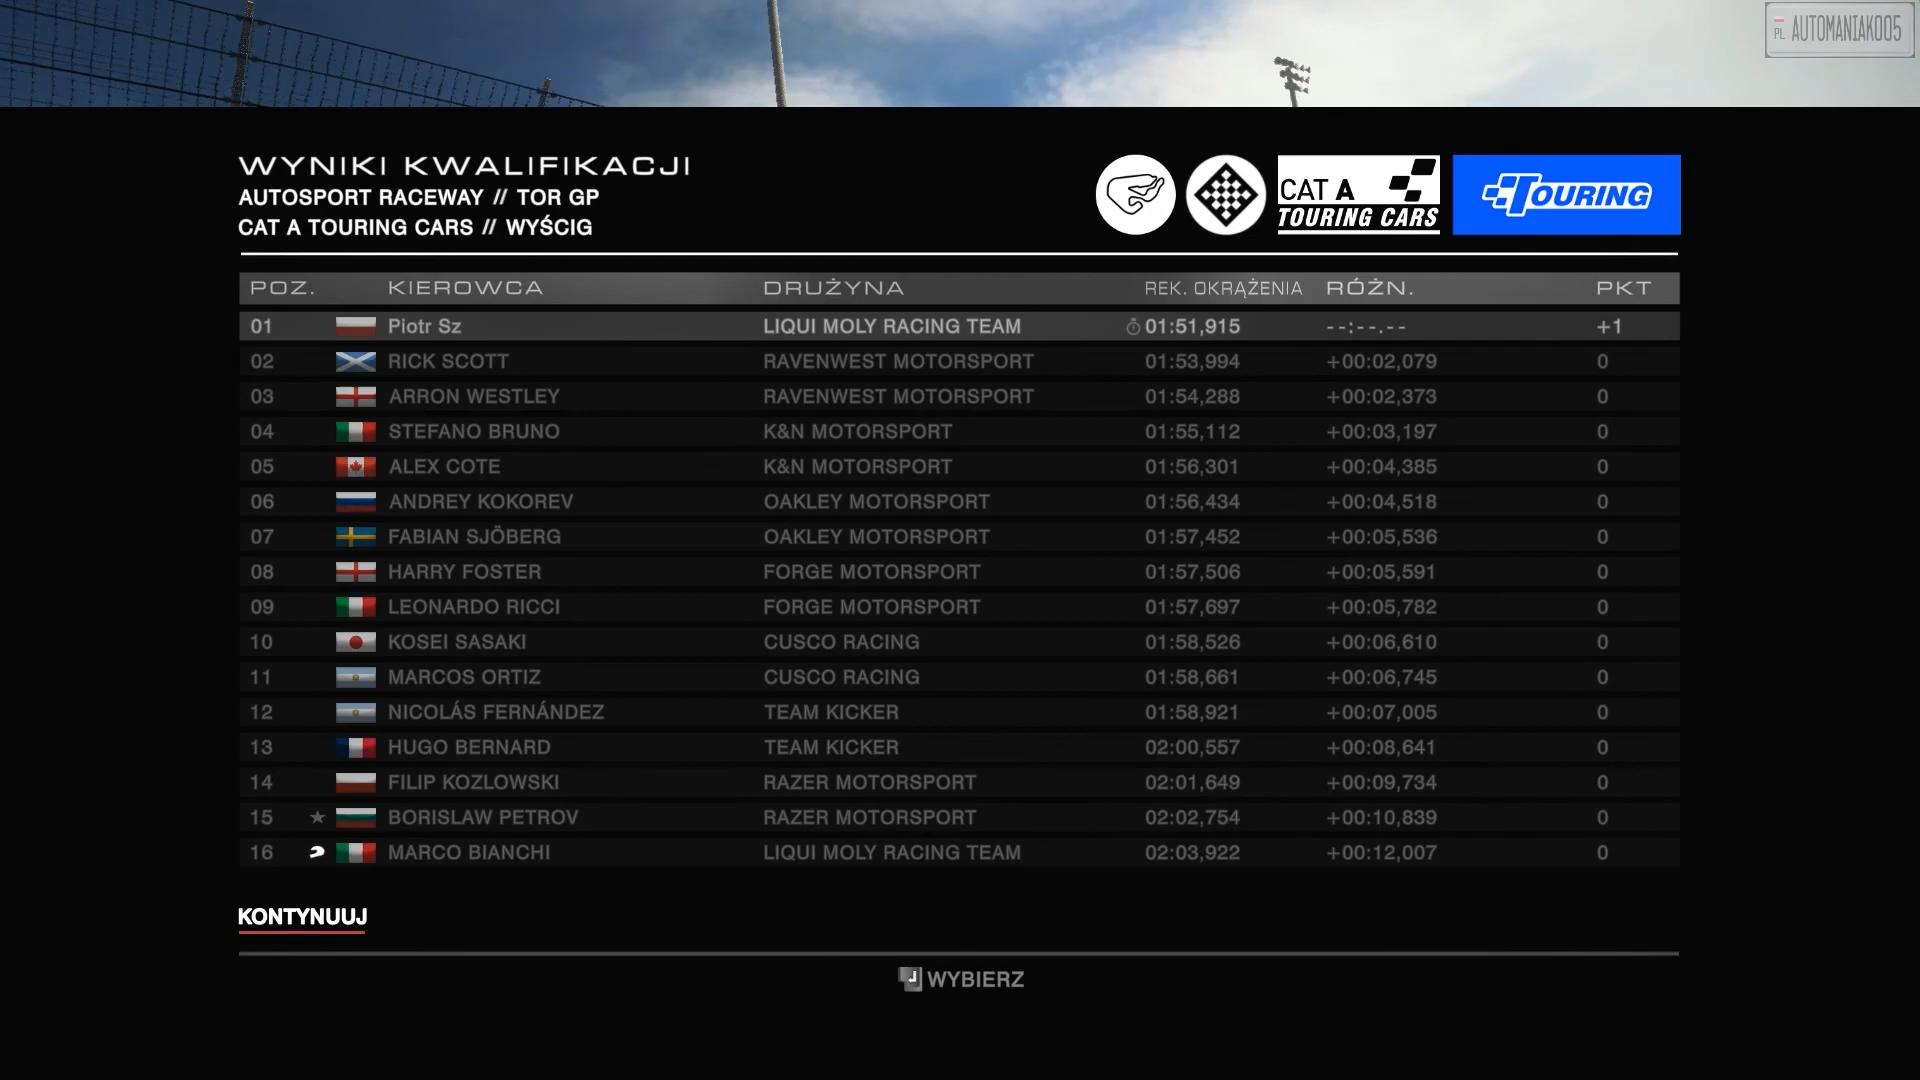 PL AUTOMANIAK005
WYNIKI KWALIFIKACJI
AUTOSPORT RACEWAY // TOR GP
CAT A TOURING CARS // WYŚCIG
CAT A
TOURING CARS
TOURING
POZ. KIEROWCA DRUŻYNA REK. OKRĄŻENIA RÓŻN. PKT
01 Piotr Sz LIQUI MOLY RACING TEAM 01:51,915 --:--.-- +1
02 RICK SCOTT RAVENWEST MOTORSPORT 01:53,994 +00:02,079 0
03 ARRON WESTLEY RAVENWEST MOTORSPORT 01:54,288 +00:02,373 0
04 STEFANO BRUNO K&N MOTORSPORT 01:55,112 +00:03,197 0
05 ALEX COTE K&N MOTORSPORT 01:56,301 +00:04,385 0
06 ANDREY KOKOREV OAKLEY MOTORSPORT 01:56,434 +00:04,518 0
07 FABIAN SJÖBERG OAKLEY MOTORSPORT 01:57,452 +00:05,536 0
08 HARRY FOSTER FORGE MOTORSPORT 01:57,506 +00:05,591 0
09 LEONARDO RICCI FORGE MOTORSPORT 01:57,697 +00:05,782 0
10 KOSEI SASAKI CUSCO RACING 01:58,526 +00:06,610 0
11 MARCOS ORTIZ CUSCO RACING 01:58,661 +00:06,745 0
12 NICOLÁS FERNÁNDEZ TEAM KICKER 01:58,921 +00:07,005 0
13 HUGO BERNARD TEAM KICKER 02:00,557 +00:08,641 0
14 FILIP KOZLOWSKI RAZER MOTORSPORT 02:01,649 +00:09,734 0
15 BORISLAW PETROV RAZER MOTORSPORT 02:02,754 +00:10,839 0
16 MARCO BIANCHI LIQUI MOLY RACING TEAM 02:03,922 +00:12,007 0
KONTYNUUJ
WYBIERZ